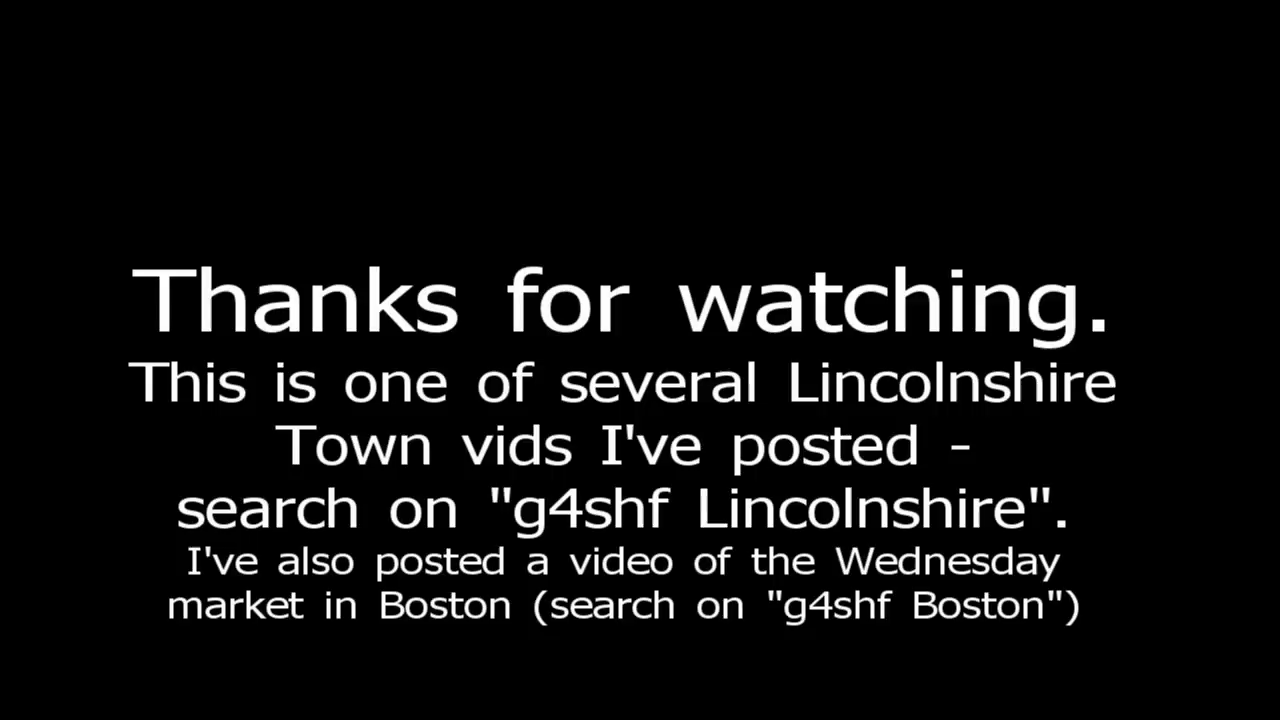 Thanks for watching.
This is one of several Lincolnshire
Town vids I've posted -
search on "g4shf Lincolnshire".
I've also posted a video of the Wednesday
market in Boston (search on "g4shf Boston")